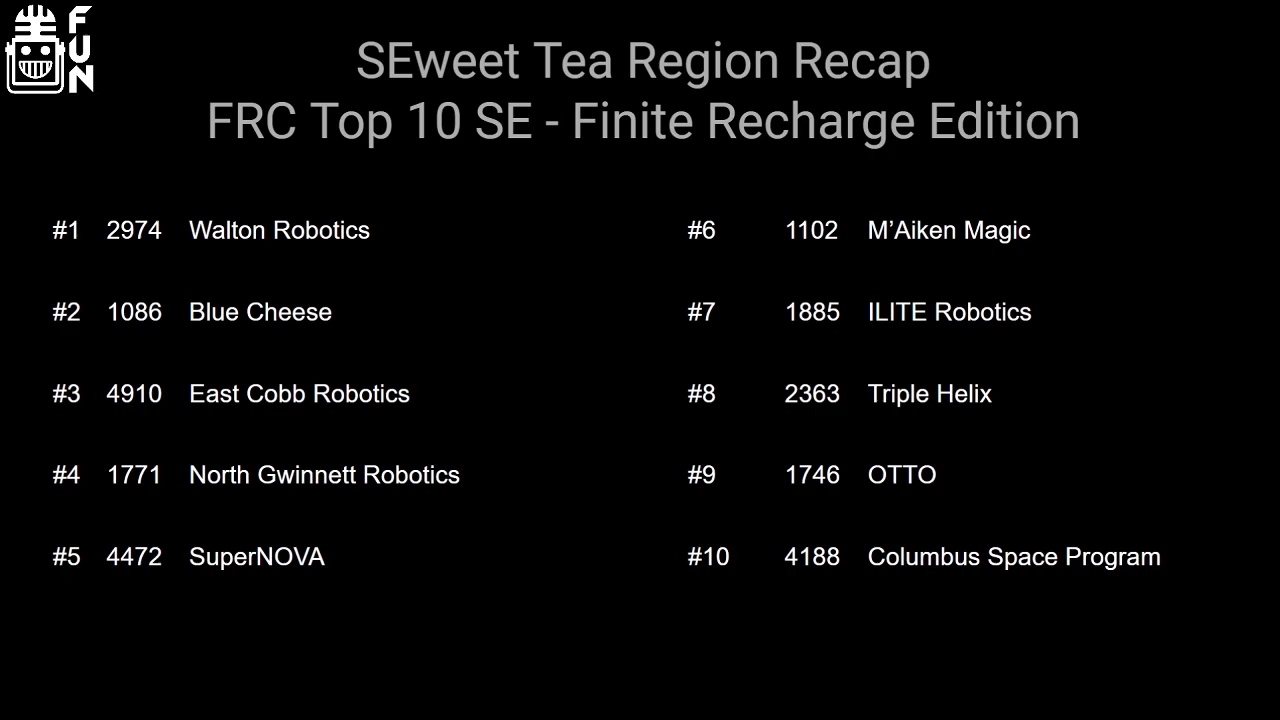 FUN
SEweet Tea Region Recap
FRC Top 10 SE - Finite Recharge Edition
#1 2974 Walton Robotics
#2 1086 Blue Cheese
#3 4910 East Cobb Robotics
#4 1771 North Gwinnett Robotics
#5 4472 SuperNOVA
#6 1102 M’Aiken Magic
#7 1885 ILITE Robotics
#8 2363 Triple Helix
#9 1746 OTTO
#10 4188 Columbus Space Program